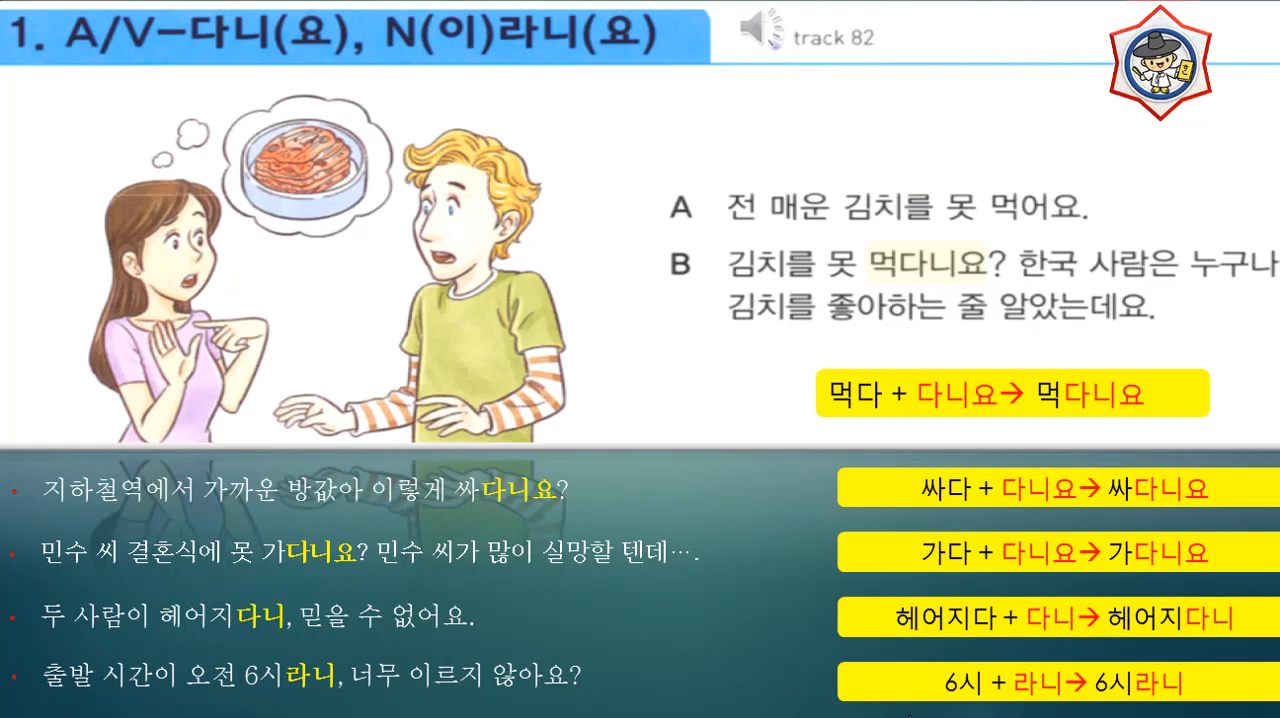 1. A/V-다니(요), N(이)라니(요)
track 82
A 전 매운 김치를 못 먹어요.
B 김치를 못 먹다니요? 한국 사람은 누구나
김치를 좋아하는 줄 알았는데요.
먹다 + 다니요→ 먹다니요
• 지하철역에서 가까운 방값아 이렇게 싸다니요?
싸다 + 다니요→ 싸다니요
• 민수 씨 결혼식에 못 가다니요? 민수 씨가 많이 실망할 텐데….
가다 + 다니요→ 가다니요
• 두 사람이 헤어지다니, 믿을 수 없어요.
헤어지다 + 다니→ 헤어지다니
• 출발 시간이 오전 6시라니, 너무 이르지 않아요?
6시 + 라니→ 6시라니